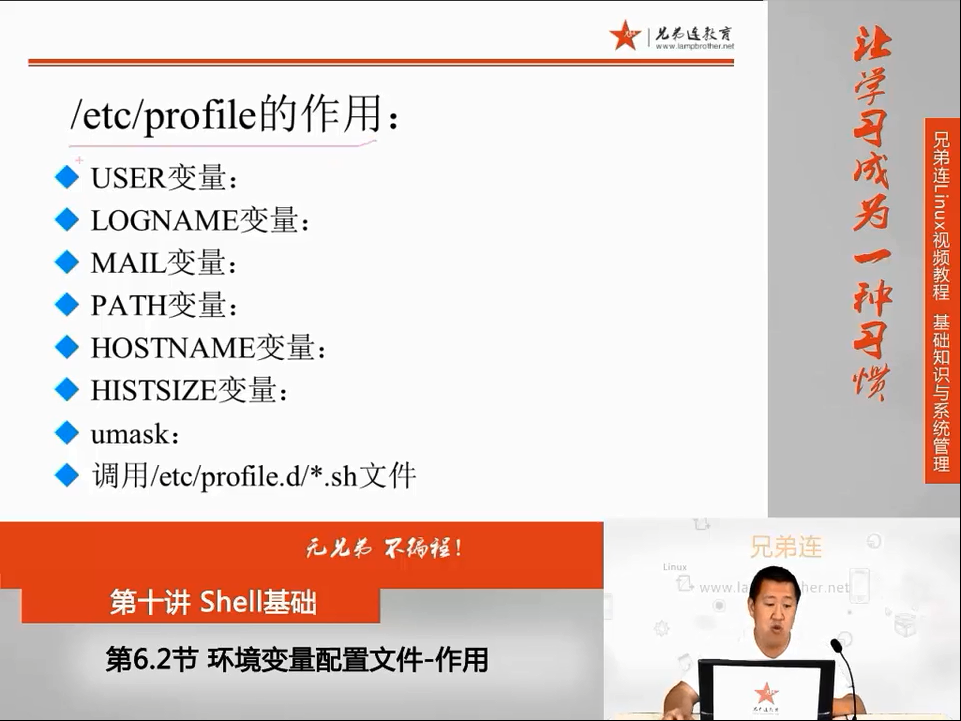 兄弟连教育
www.lampbrother.net
/etc/profile的作用：
USER变量：
LOGNAME变量：
MAIL变量：
PATH变量：
HOSTNAME变量：
HISTSIZE变量：
umask：
调用/etc/profile.d/*.sh文件
让学习成为一种习惯
兄弟连Linux视频教程 基础知识与系统管理
无兄弟 不编程！
第十讲 Shell基础
第6.2节 环境变量配置文件-作用
兄弟连
Linux